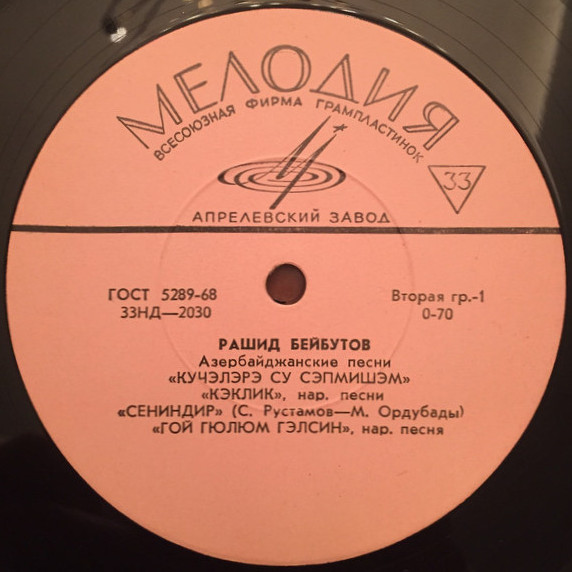 МЕЛОДИЯ
ВСЕСОЮЗНАЯ ФИРМА ГРАМПЛАСТИНОК
33
АПРЕЛЕВСКИЙ ЗАВОД
ГОСТ 5289-68
Вторая гр.-1
33НД—2030
0-70
РАШИД БЕЙБУТОВ
Азербайджанские песни
«КУЧЭЛЭРЭ СУ СЭПМИШЭМ»
«КЭКЛИК», нар. песни
«СЕНИНДИР» (С. Рустамов—М. Ордубады)
«ГОЙ ГЮЛЮМ ГЭЛСИН», нар. песня